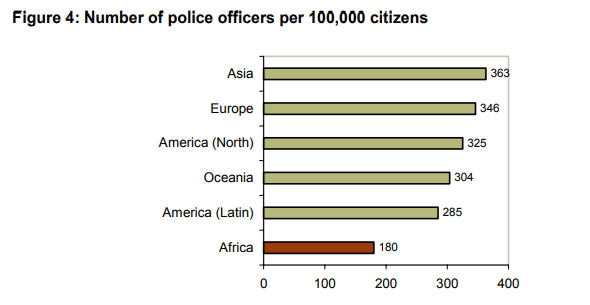 Figure 4: Number of police officers per 100,000 citizens
Asia 363
Europe 346
America (North) 325
Oceania 304
America (Latin) 285
Africa 180
0 100 200 300 400